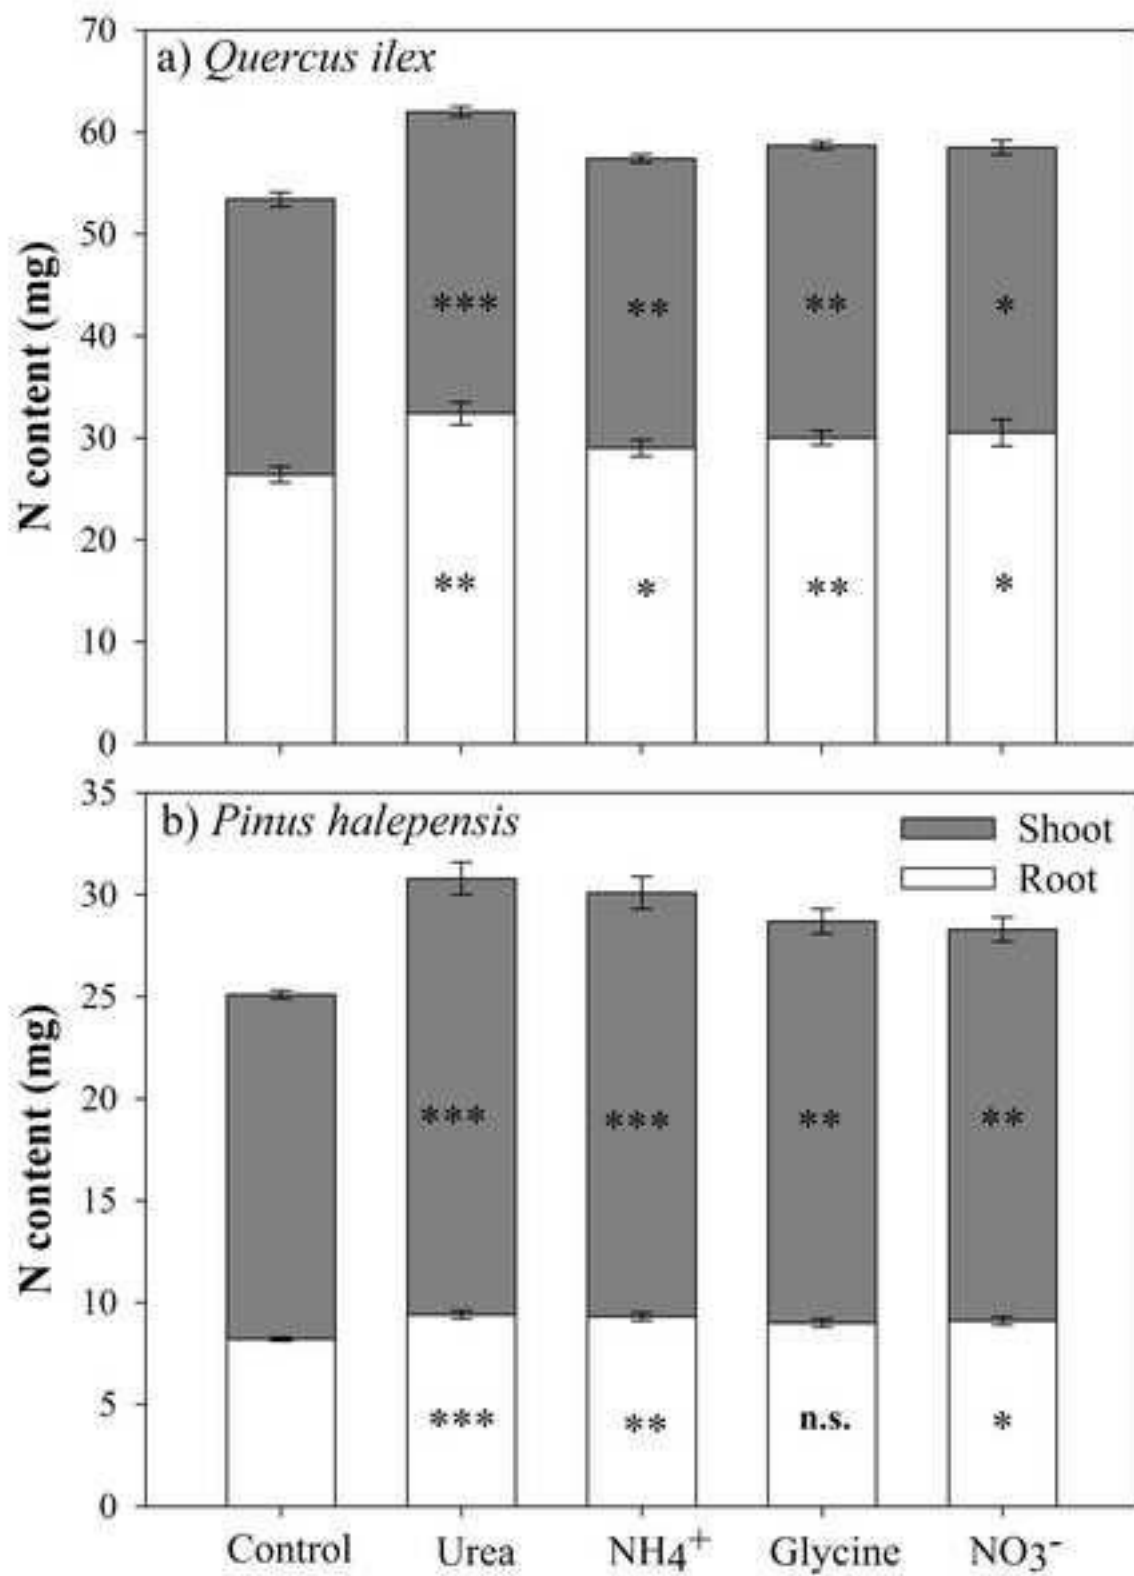 a) Quercus ilex
70
60
50
40
30
20
10
0
N content (mg)
*** ** ** *
** * ** *
b) Pinus halepensis
Shoot
Root
35
30
25
20
15
10
5
0
N content (mg)
*** *** ** **
*** ** n.s. *
Control Urea NH4+ Glycine NO3-